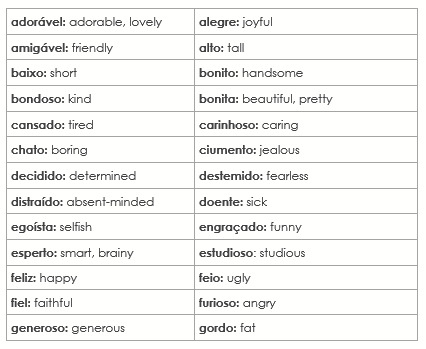 adorável: adorable, lovely
alegre: joyful
amigável: friendly
alto: tall
baixo: short
bonito: handsome
bondoso: kind
bonita: beautiful, pretty
cansado: tired
carinhoso: caring
chato: boring
ciumento: jealous
decidido: determined
destemido: fearless
distraído: absent-minded
doente: sick
egoísta: selfish
engraçado: funny
esperto: smart, brainy
estudioso: studious
feliz: happy
feio: ugly
fiel: faithful
furioso: angry
generoso: generous
gordo: fat